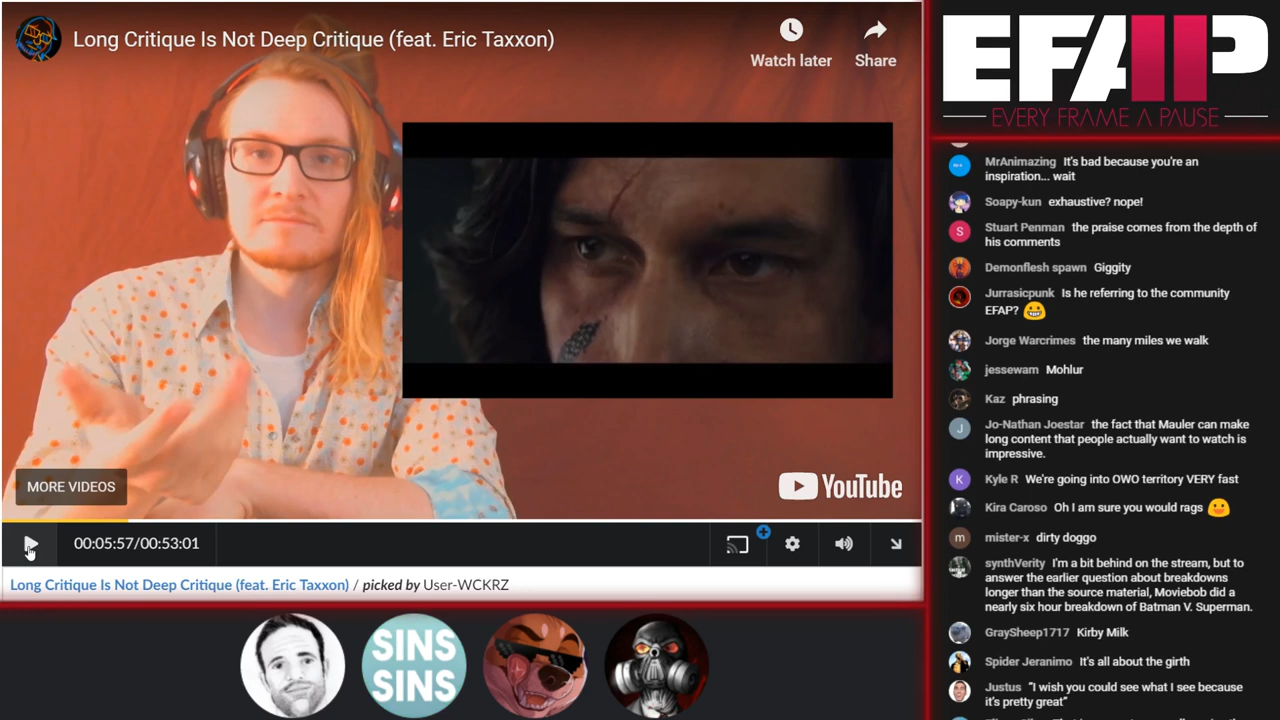 Long Critique Is Not Deep Critique (feat. Eric Taxxon)
Watch later
Share
MORE VIDEOS
YouTube
00:05:57/00:53:01
Long Critique Is Not Deep Critique (feat. Eric Taxxon) / picked by User-WCKRZ
SINS
SINS
EFAP
EVERY FRAME A PAUSE
MrAnimazing It's bad because you're an
inspiration... wait
Soapy-kun exhaustive? nope!
S
Stuart Penman the praise comes from the depth of
his comments
Demonflesh spawn Giggity
Jurrasicpunk Is he referring to the community
EFAP? 😁
Jorge Warcrimes the many miles we walk
jessewam Mohlur
Kaz phrasing
J
Jo-Nathan Joestar the fact that Mauler can make
long content that people actually want to watch is
impressive.
K
Kyle R We're going into OWO territory VERY fast
Kira Caroso Oh I am sure you would rags 😛
m
mister-x dirty doggo
synthVerity I'm a bit behind on the stream, but to
answer the earlier question about breakdowns
longer than the source material, Moviebob did a
nearly six hour breakdown of Batman V. Superman.
GraySheep1717 Kirby Milk
Spider Jeranimo It's all about the girth
Justus "I wish you could see what I see because
it's pretty great"